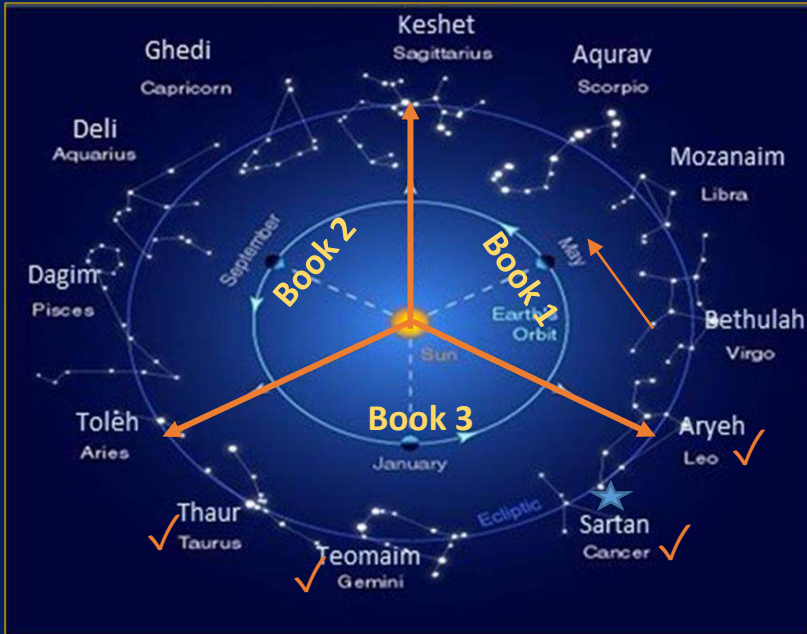 Keshet
Sagittarius
Ghedi
Capricorn
Aqurav
Scorpio
Deli
Aquarius
Mozanaim
Libra
September
Book 2
Book 1
May
Dagim
Pisces
Earth's
Orbit
Bethulah
Virgo
Sun
Toleh
Aries
Book 3
January
Aryeh
Leo
Thaur
Taurus
Teomaim
Gemini
Ecliptic
Sartan
Cancer